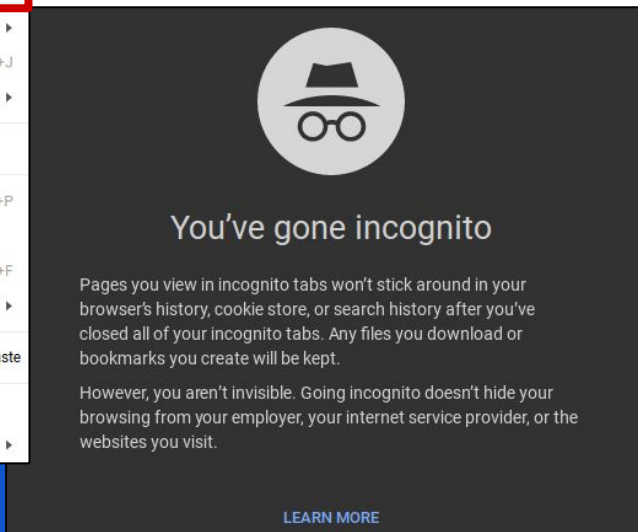 +J
+P
+F
aste
You've gone incognito
Pages you view in incognito tabs won't stick around in your
browser's history, cookie store, or search history after you've
closed all of your incognito tabs. Any files you download or
bookmarks you create will be kept.
However, you aren't invisible. Going incognito doesn't hide your
browsing from your employer, your internet service provider, or the
websites you visit.
LEARN MORE